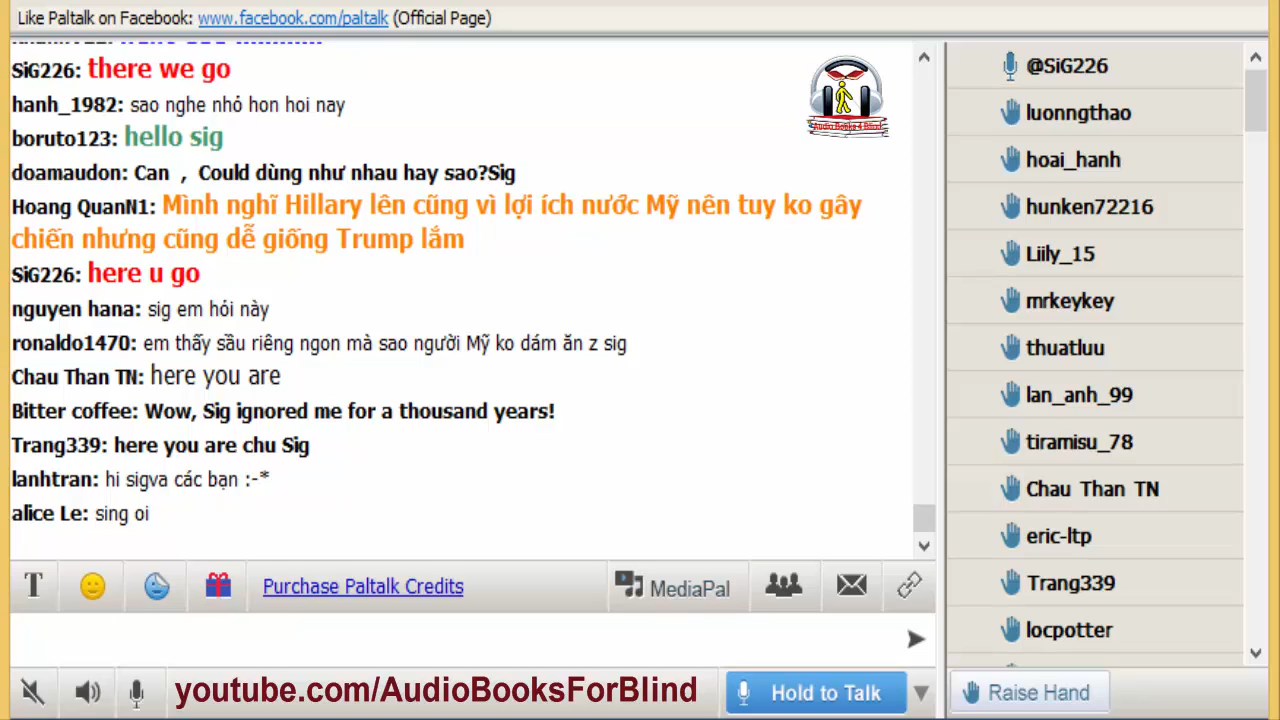 Like Paltalk on Facebook: www.facebook.com/paltalk (Official Page)
SiG226: there we go
hanh_1982: sao nghe nhỏ hon hoi nay
boruto123: hello sig
doamaudon: Can , Could dùng như nhau hay sao?Sig
Hoang QuanN1: Mình nghĩ Hillary lên cũng vì lợi ích nước Mỹ nên tuy ko gây
chiến nhưng cũng dễ giống Trump lắm
SiG226: here u go
nguyen hana: sig em hỏi này
ronaldo1470: em thấy sầu riêng ngon mà sao người Mỹ ko dám ăn z sig
Chau Than TN: here you are
Bitter coffee: Wow, Sig ignored me for a thousand years!
Trang339: here you are chu Sig
lanhtran: hi sigva các bạn :-*
alice Le: sing oi
Audio Books 4 Blind
T
Purchase Paltalk Credits
MediaPal
youtube.com/AudioBooksForBlind
Hold to Talk
@SiG226
luonngthao
hoai_hanh
hunken72216
Liily_15
mrkeykey
thuatluu
lan_anh_99
tiramisu_78
Chau Than TN
eric-ltp
Trang339
locpotter
Raise Hand